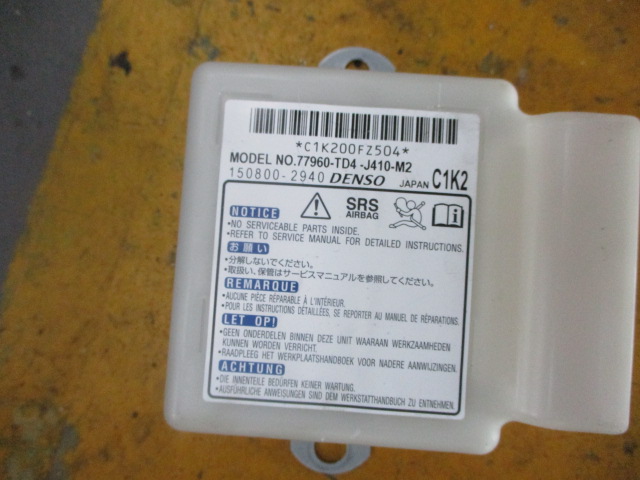 *C1K200FZ504*
MODEL NO.77960-TD4-J410-M2
150800-2940 DENSO JAPAN C1K2
SRS
AIRBAG
NOTICE
•NO SERVICEABLE PARTS INSIDE.
•REFER TO SERVICE MANUAL FOR DETAILED INSTRUCTIONS.
お願い
•分解しないでください。
•取扱い、保管はサービスマニュアルを参照してください。
REMARQUE
•AUCUNE PIÈCE RÉPARABLE À L'INTÉRIEUR.
•POUR LES INSTRUCTIONS DÉTAILLÉES, SE REPORTER AU MANUEL DE RÉPARATIONS.
LET OP!
•GEEN ONDERDELEN BINNEN DEZE UNIT WAARAAN WERKZAAMHEDEN
KUNNEN WORDEN VERRICHT.
•RAADPLEEG HET WERKPLAATSHANDBOEK VOOR NADERE AANWIJZINGEN.
ACHTUNG
•DIE INNENTEILE BEDÜRFEN KEINER WARTUNG.
•AUSFÜHRLICHE ANWEISUNGEN SIND DEM WERKSTATTHANDBUCH ZU ENTNEHMEN.